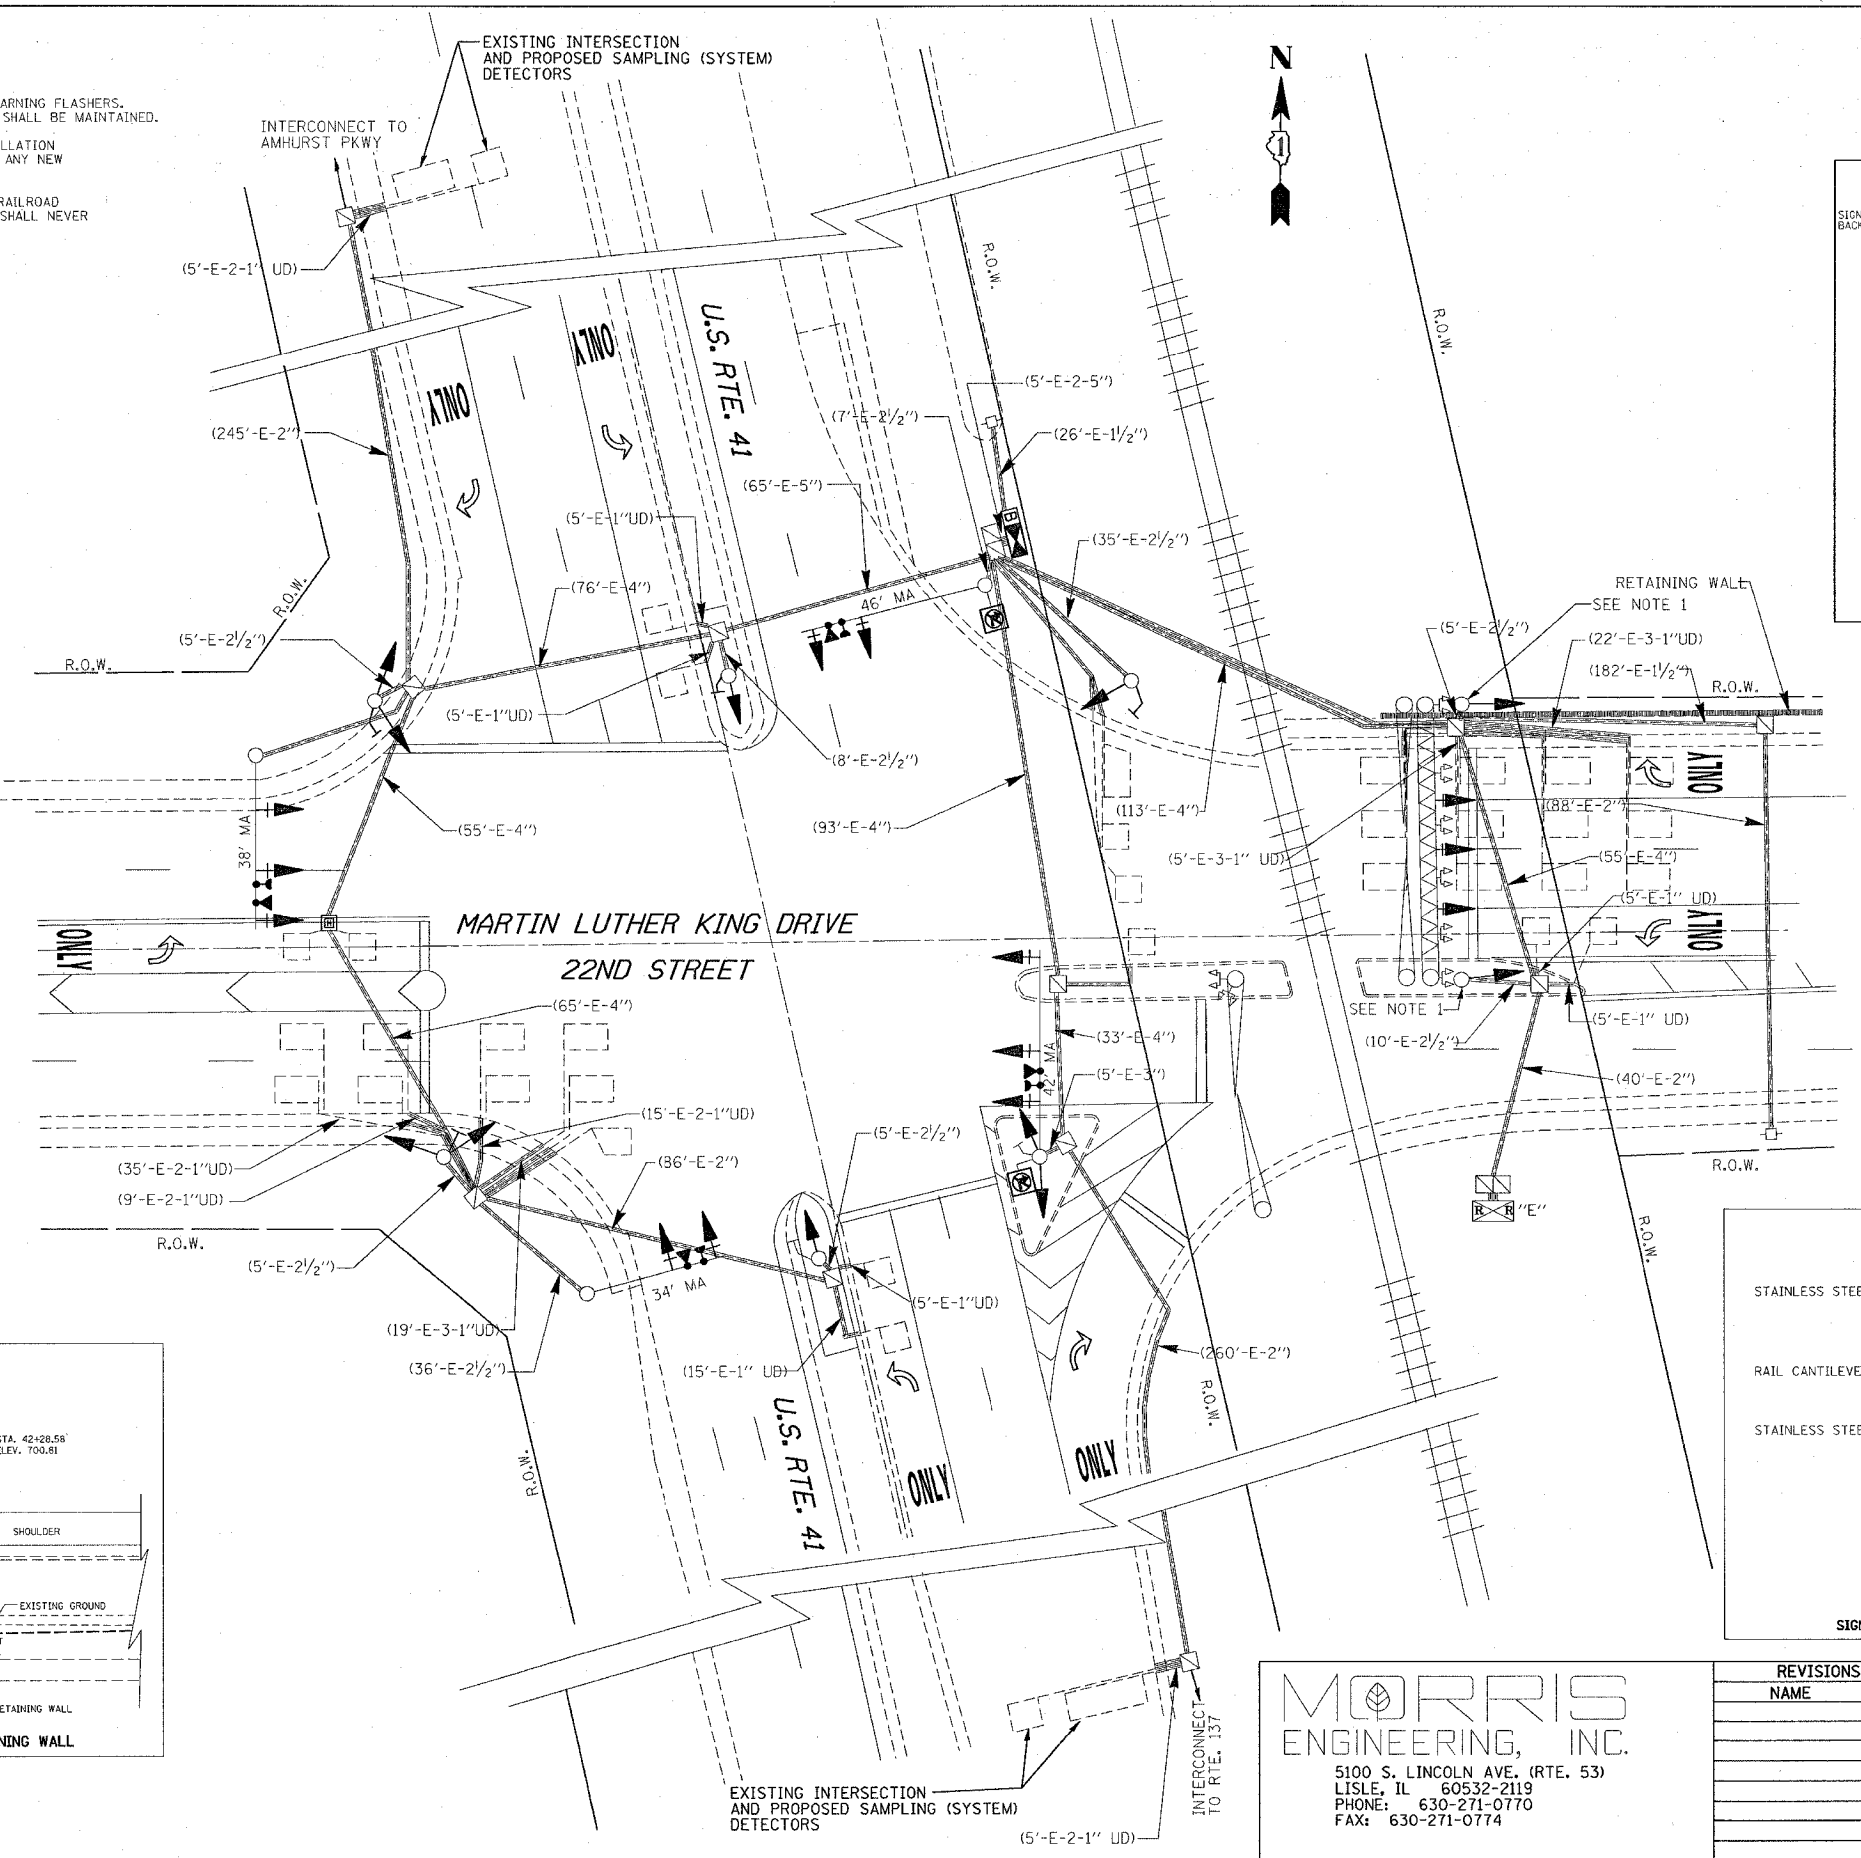 EXISTING INTERSECTION
AND PROPOSED SAMPLING (SYSTEM)
DETECTORS
ARNING FLASHERS.
SHALL BE MAINTAINED.
LLATION
ANY NEW
RAILROAD
SHALL NEVER
INTERCONNECT TO
AMHURST PKWY
N
1
SIGN
BACK
(5'-E-2-1" UD)
R.O.W.
R.O.W.
U.S. RTE. 41
ONLY
ONLY
(5'-E-2-5")
(7'-E-2½")
(26'-E-1½")
(245'-E-2")
(65'-E-5")
(5'-E-1"UD)
B
(35'-E-2½")
(76'-E-4")
46' MA
RETAINING WALL
SEE NOTE 1
(5'-E-2½")
(22'-E-3-1"UD)
(182'-E-1½")
R.O.W.
R.O.W.
(5'-E-2½")
R.O.W.
(5'-E-1"UD)
(8'-E-2½")
ONLY
(88'-E-2")
(113'-E-4")
(55'-E-4")
(93'-E-4")
38' MA
(5'-E-3-1" UD)
(55'-E-4")
(5'-E-1" UD)
H
MARTIN LUTHER KING DRIVE
22ND STREET
ONLY
ONLY
(65'-E-4")
SEE NOTE 1
(5'-E-1" UD)
(10'-E-2½")
(33'-E-4")
42' MA
(5'-E-3")
(40'-E-2")
(15'-E-2-1"UD)
(5'-E-2½")
(35'-E-2-1"UD)
(86'-E-2")
(9'-E-2-1"UD)
R.O.W.
R R "E"
R.O.W.
R.O.W.
(5'-E-2½")
34' MA
(5'-E-1"UD)
(19'-E-3-1"UD)
(36'-E-2½")
(15'-E-1" UD)
(260'-E-2")
R.O.W.
STAINLESS STEE
RAIL CANTILEVE
STAINLESS STEE
U.S. RTE. 41
ONLY
ONLY
R.O.W.
STA. 42+28.58
ELEV. 700.81
SHOULDER
EXISTING GROUND
ETAINING WALL
NING WALL
SIG
INTERCONNECT
TO RTE. 137
EXISTING INTERSECTION
AND PROPOSED SAMPLING (SYSTEM)
DETECTORS
(5'-E-2-1" UD)
MORRIS
ENGINEERING, INC.
5100 S. LINCOLN AVE. (RTE. 53)
LISLE, IL 60532-2119
PHONE: 630-271-0770
FAX: 630-271-0774
REVISIONS
NAME